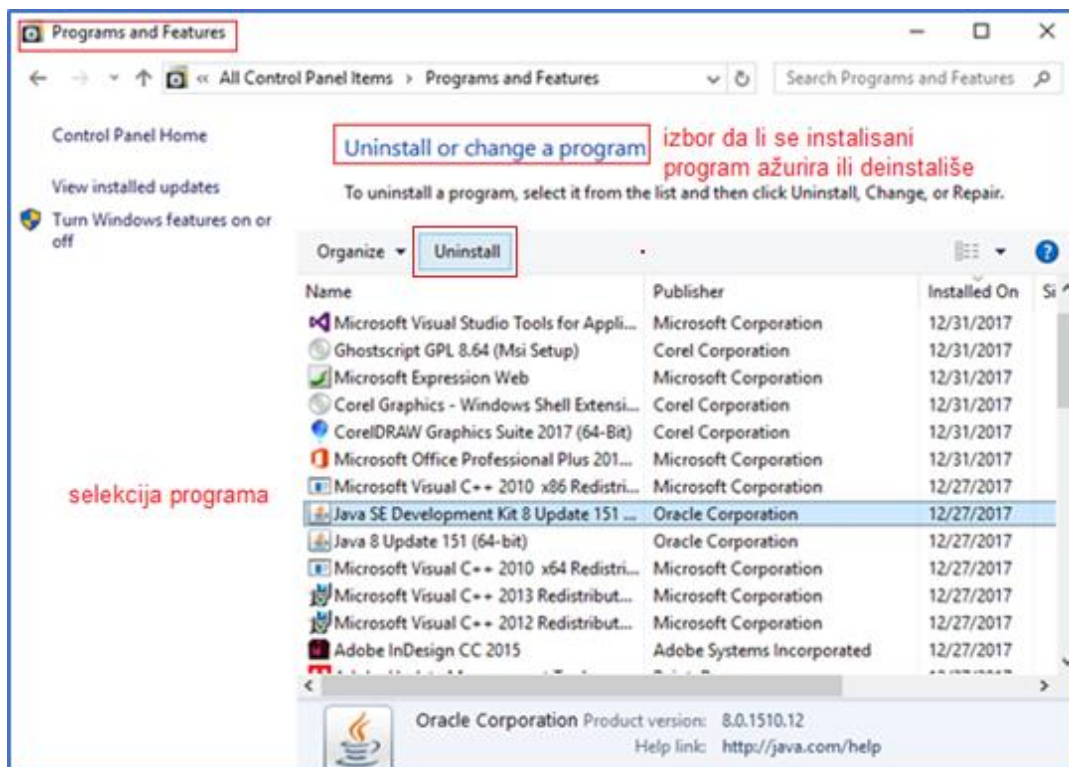 Programs and Features
« All Control Panel Items > Programs and Features
Search Programs and Features
Control Panel Home
View installed updates
Turn Windows features on or
off
Uninstall or change a program
izbor da li se instalisani
program ažurira ili deinstališe
To uninstall a program, select it from the list and then click Uninstall, Change, or Repair.
Organize
Uninstall
Name Publisher Installed On Si
Microsoft Visual Studio Tools for Appli... Microsoft Corporation 12/31/2017
Ghostscript GPL 8.64 (Msi Setup) Corel Corporation 12/31/2017
Microsoft Expression Web Microsoft Corporation 12/31/2017
Corel Graphics - Windows Shell Extensi... Corel Corporation 12/31/2017
CorelDRAW Graphics Suite 2017 (64-Bit) Corel Corporation 12/31/2017
Microsoft Office Professional Plus 201... Microsoft Corporation 12/31/2017
selekcija programa
Microsoft Visual C++ 2010 x86 Redistri... Microsoft Corporation 12/27/2017
Java SE Development Kit 8 Update 151 ... Oracle Corporation 12/27/2017
Java 8 Update 151 (64-bit) Oracle Corporation 12/27/2017
Microsoft Visual C++ 2010 x64 Redistri... Microsoft Corporation 12/27/2017
Microsoft Visual C++ 2013 Redistribut... Microsoft Corporation 12/27/2017
Microsoft Visual C++ 2012 Redistribut... Microsoft Corporation 12/27/2017
Adobe InDesign CC 2015 Adobe Systems Incorporated 12/27/2017
Oracle Corporation Product version: 8.0.1510.12
Help link: http://java.com/help